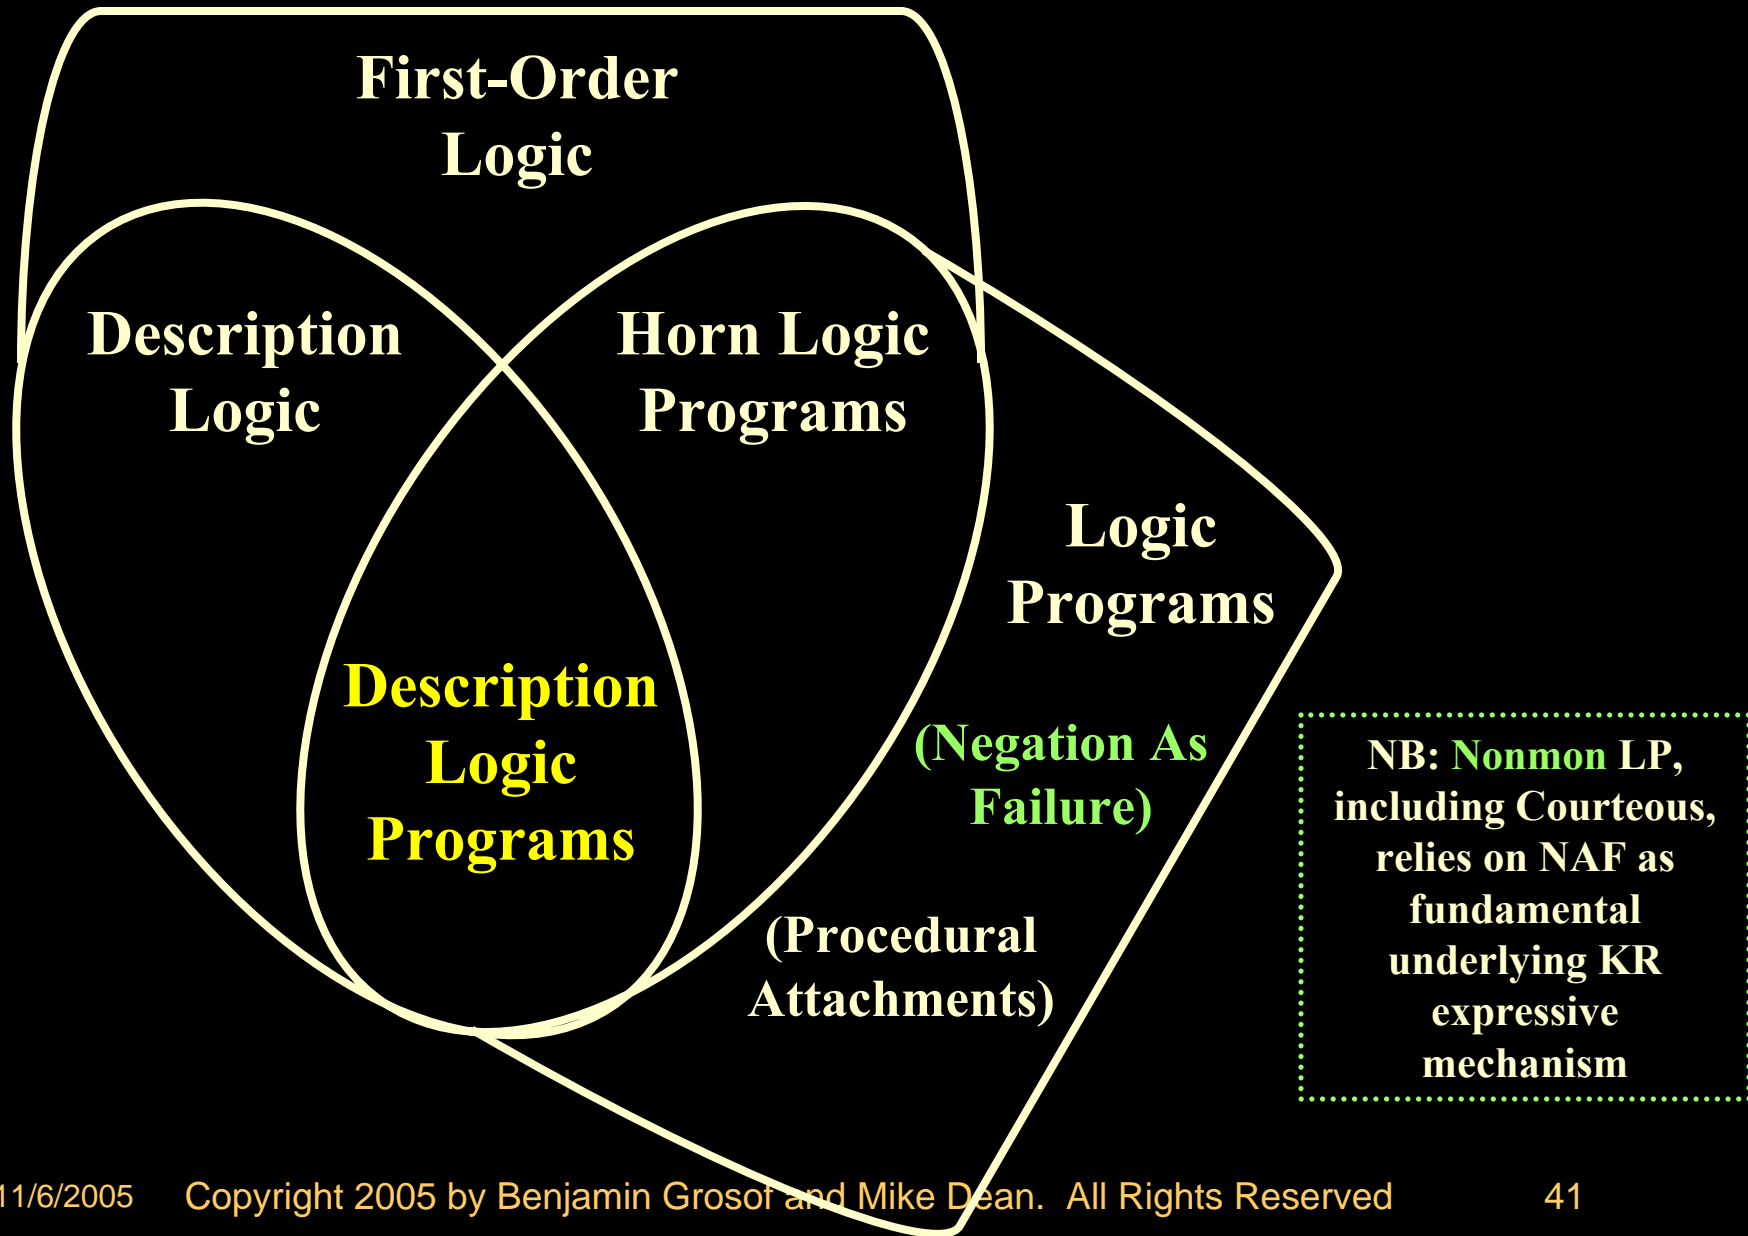 First-Order
Logic
Description
Logic
Horn Logic
Programs
Logic
Programs
Description
Logic
Programs
(Negation As
Failure)
(Procedural
Attachments)
NB: Nonmon LP,
including Courteous,
relies on NAF as
fundamental
underlying KR
expressive
mechanism
11/6/2005 Copyright 2005 by Benjamin Grosof and Mike Dean. All Rights Reserved 41